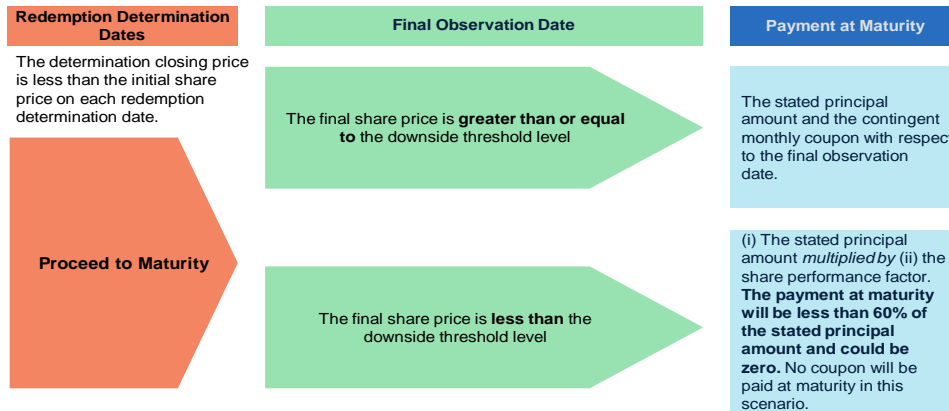 Redemption Determination
Dates
The determination closing price
is less than the initial share
price on each redemption
determination date.
Proceed to Maturity
Final Observation Date
The final share price is greater than or equal
to the downside threshold level
The final share price is less than the
downside threshold level
Payment at Maturity
The stated principal
amount and the contingent
monthly coupon with respec
to the final observation
date.
(i) The stated principal
amount multiplied by (ii) the
share performance factor.
The payment at maturity
will be less than 60% of
the stated principal
amount and could be
zero. No coupon will be
paid at maturity in this
scenario.